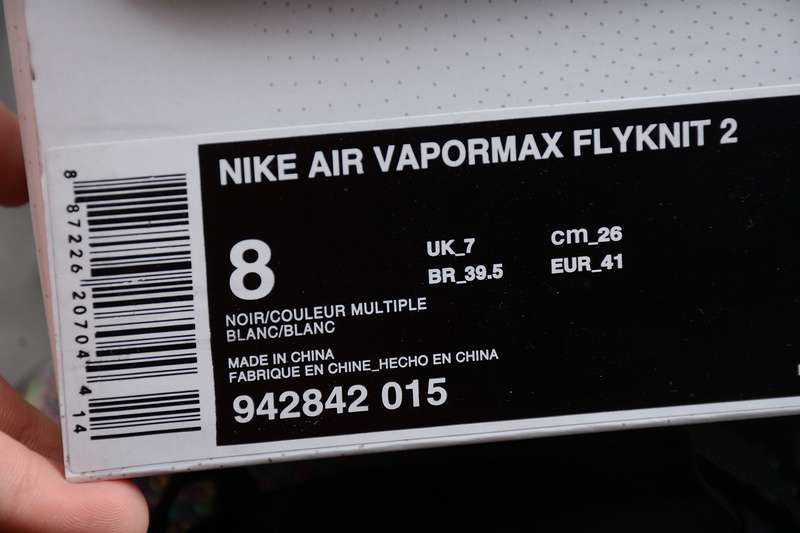 NIKE AIR VAPORMAX FLYKNIT 2
8
UK_7
cm_26
BR_39.5
EUR_41
NOIR/COULEUR MULTIPLE
BLANC/BLANC
MADE IN CHINA
FABRIQUE EN CHINE_HECHO EN CHINA
942842 015
8 87226 20704 4 14